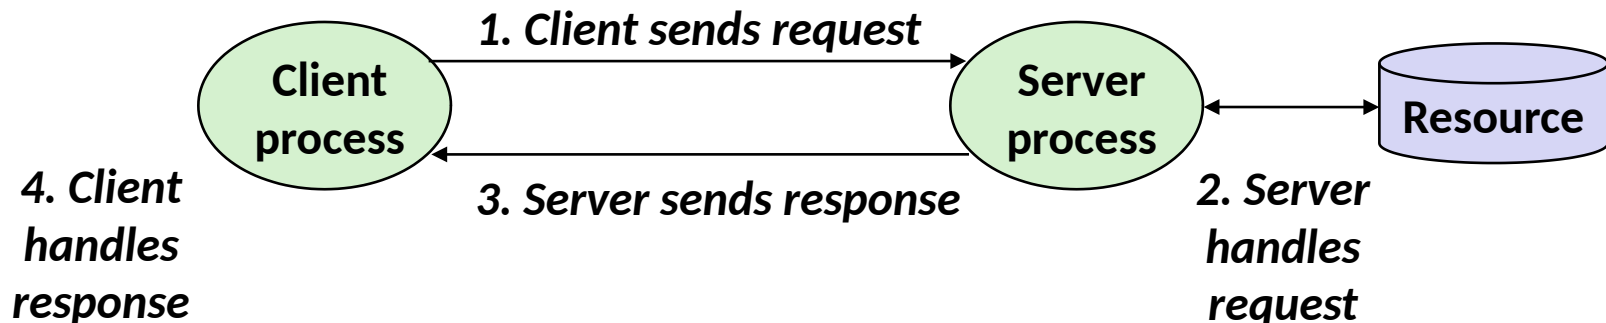 1. Client sends request
Client
process
Server
process
Resource
3. Server sends response
2. Server
handles
request
4. Client
handles
response